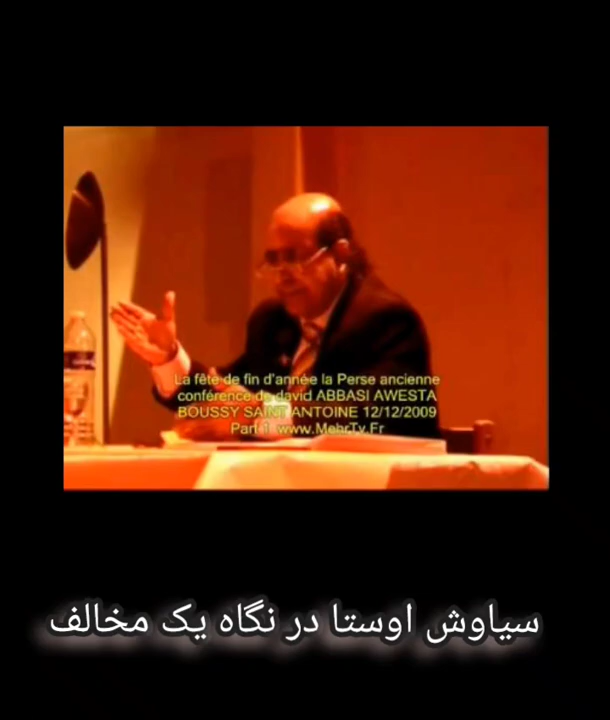 La fête de fin d'année la Perse ancienne
conférence de david ABBASI AWESTA
BOUSSY SAINT ANTOINE 12/12/2009
Part 1 www.MehrTv.Fr
سیاوش اوستا در نگاه یک مخالف